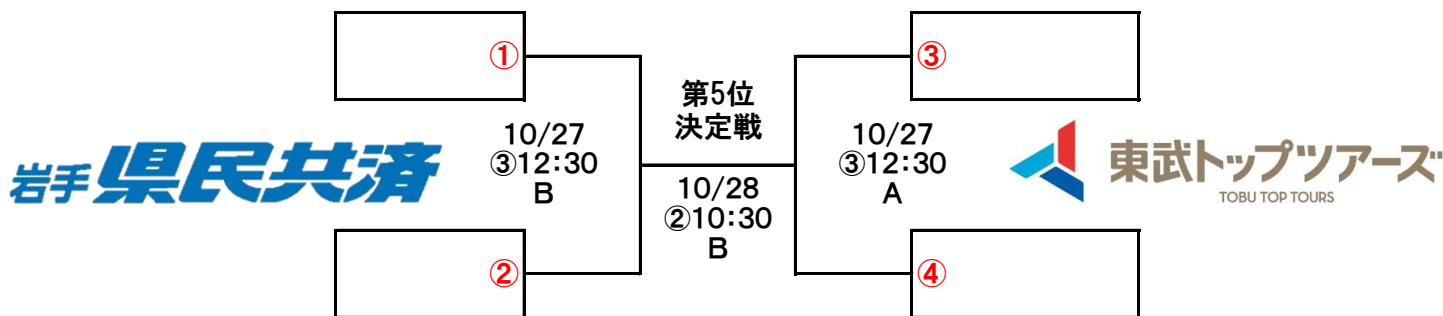 ①
③
第5位
決定戦
10/27
③12:30
B
10/27
③12:30
A
岩手県民共済
東武トップツアーズ
TOBU TOP TOURS
10/28
②10:30
B
②
④